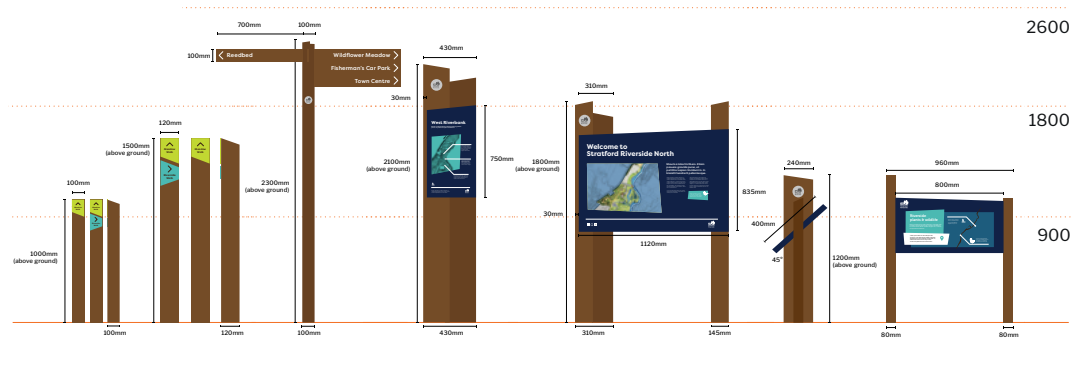 2600
1800
900
100mm
1000mm
(above ground)
100mm
120mm
1500mm
(above ground)
120mm
700mm
100mm
100mm
Reedbed
Wildflower Meadow
Fisherman's Car Park
Town Centre
2300mm
(above ground)
100mm
430mm
30mm
West Riverbank
750mm
2100mm
(above ground)
430mm
310mm
1800mm
(above ground)
Welcome to
Stratford Riverside North
30mm
835mm
1120mm
310mm
145mm
240mm
400mm
45°
1200mm
(above ground)
960mm
800mm
Riverside
plants & wildlife
80mm
80mm